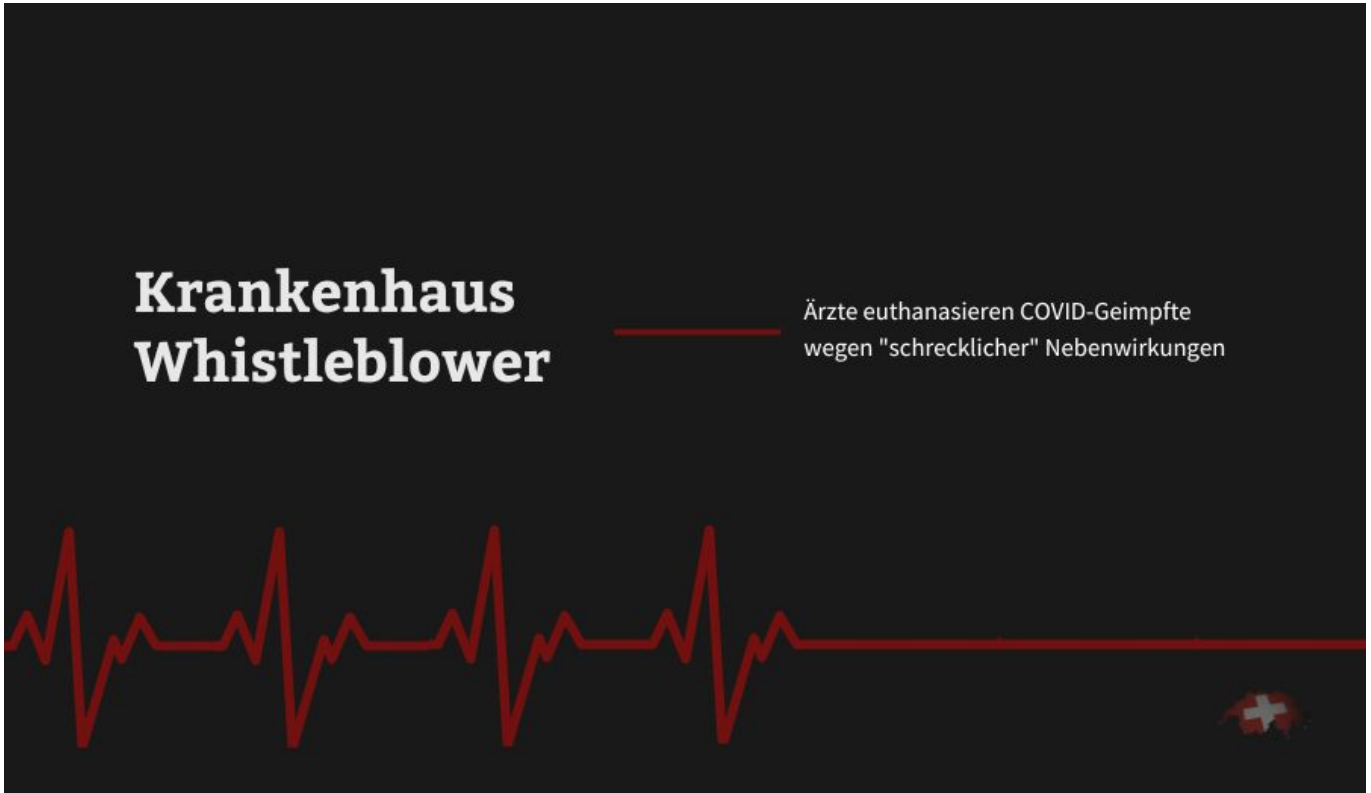 Krankenhaus
Whistleblower
Ärzte euthanasieren COVID-Geimpfte
wegen "schrecklicher" Nebenwirkungen